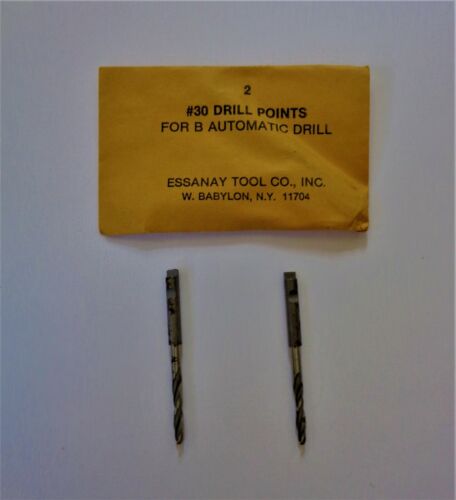 2
#30 DRILL POINTS
FOR B AUTOMATIC DRILL
ESSANAY TOOL CO., INC.
W. BABYLON, N.Y. 11704